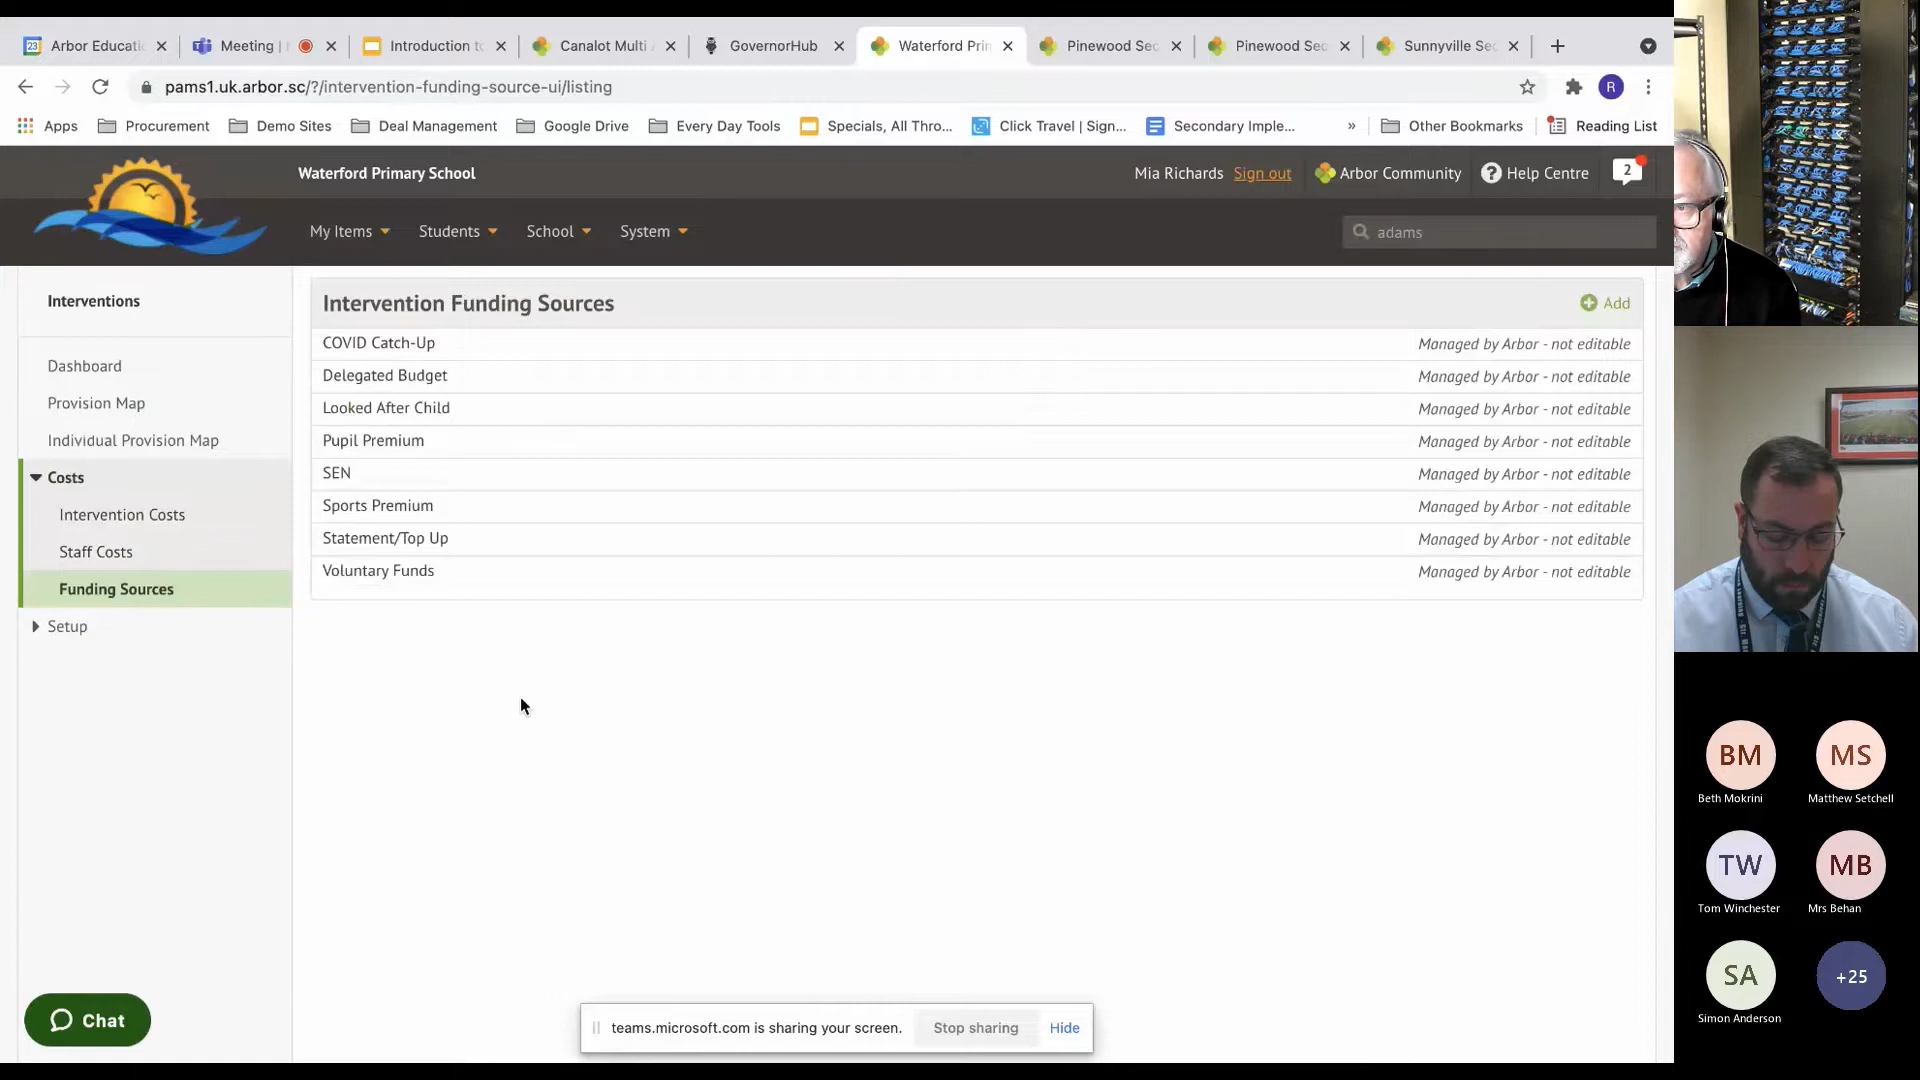 Arbor Educati
Meeting |
Introduction to
Canalot Multi
GovernorHub
Waterford Prin
Pinewood Sec
Pinewood Sec
Sunnyville Sec
pams1.uk.arbor.sc/?/intervention-funding-source-ui/listing
R
Apps
Procurement
Demo Sites
Deal Management
Google Drive
Every Day Tools
Specials, All Thro...
Click Travel | Sign...
Secondary Imple...
»
Other Bookmarks
Reading List
Waterford Primary School
Mia Richards
Sign out
Arbor Community
Help Centre
2
My Items
Students
School
System
adams
Interventions
Dashboard
Provision Map
Individual Provision Map
Costs
Intervention Costs
Staff Costs
Funding Sources
Setup
Intervention Funding Sources
Add
COVID Catch-Up
Managed by Arbor - not editable
Delegated Budget
Managed by Arbor - not editable
Looked After Child
Managed by Arbor - not editable
Pupil Premium
Managed by Arbor - not editable
SEN
Managed by Arbor - not editable
Sports Premium
Managed by Arbor - not editable
Statement/Top Up
Managed by Arbor - not editable
Voluntary Funds
Managed by Arbor - not editable
Chat
teams.microsoft.com is sharing your screen.
Stop sharing
Hide
BM
Beth Mokrini
MS
Matthew Setchell
TW
Tom Winchester
MB
Mrs Behan
SA
Simon Anderson
+25